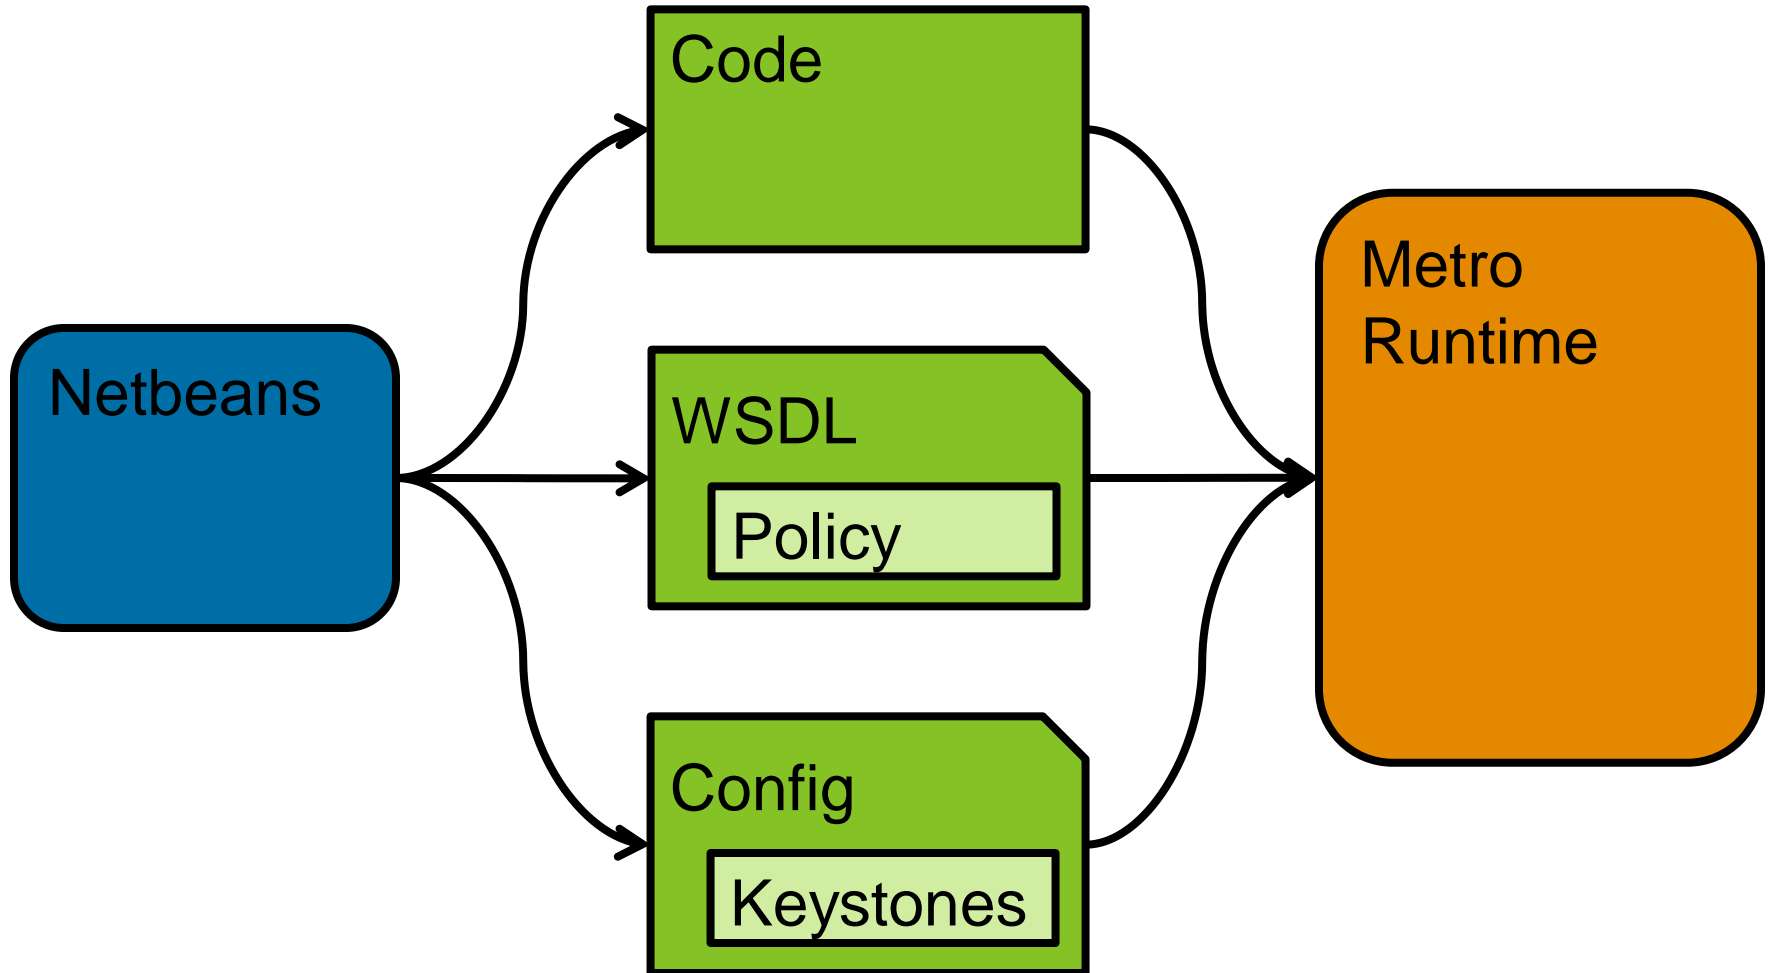 Code
Netbeans
Metro
Runtime
WSDL
Policy
Config
Keystones